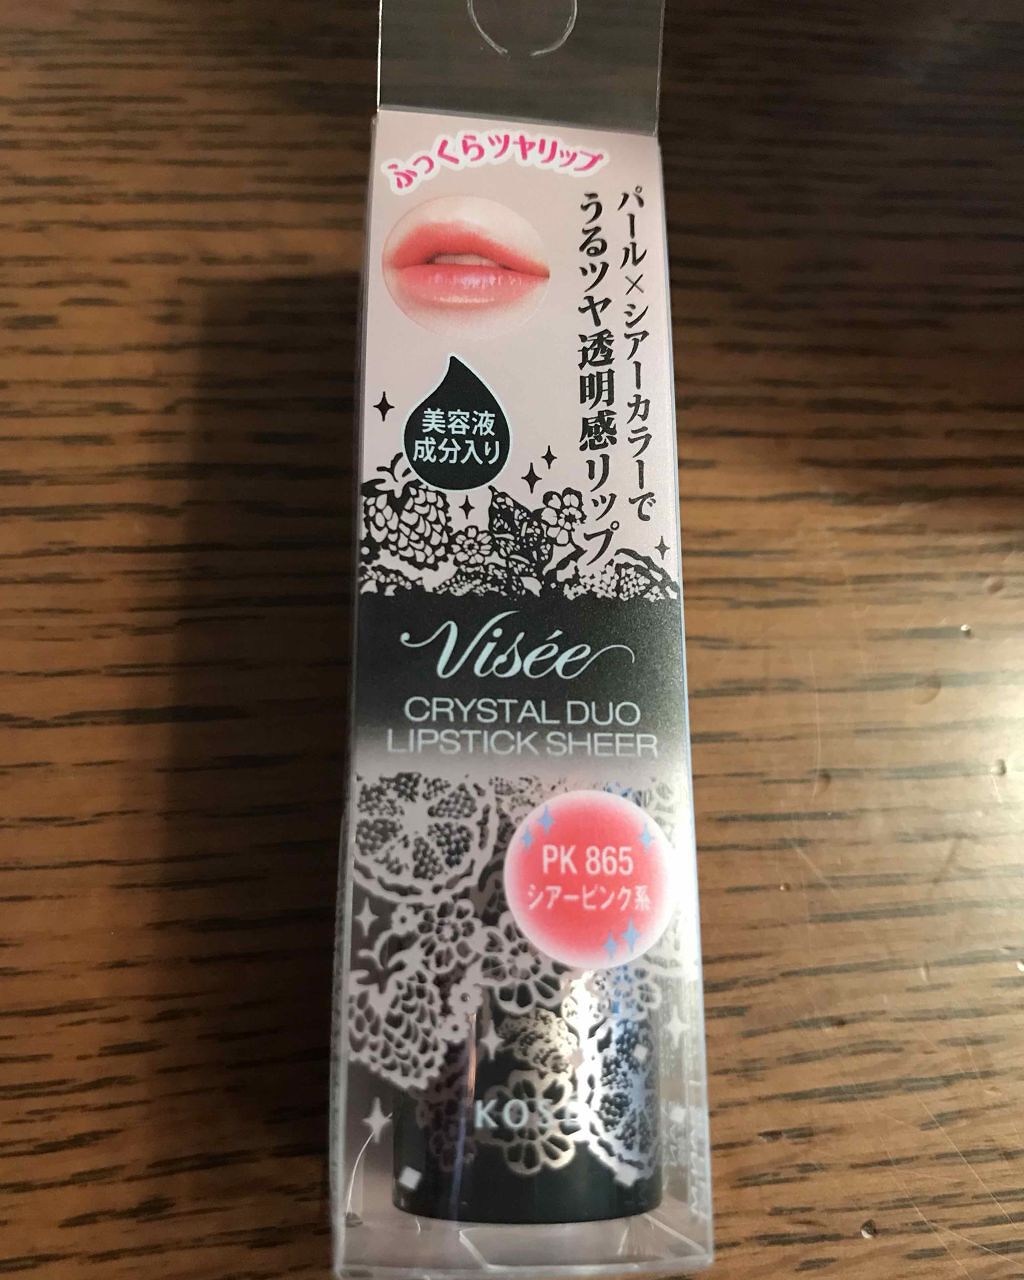 ふっくらツヤリップ
パール×シアーカラーで
うるツヤ透明感リップ
美容液
成分入り
Visée
CRYSTAL DUO
LIPSTICK SHEER
PK 865
シアーピンク系
KOSÉ